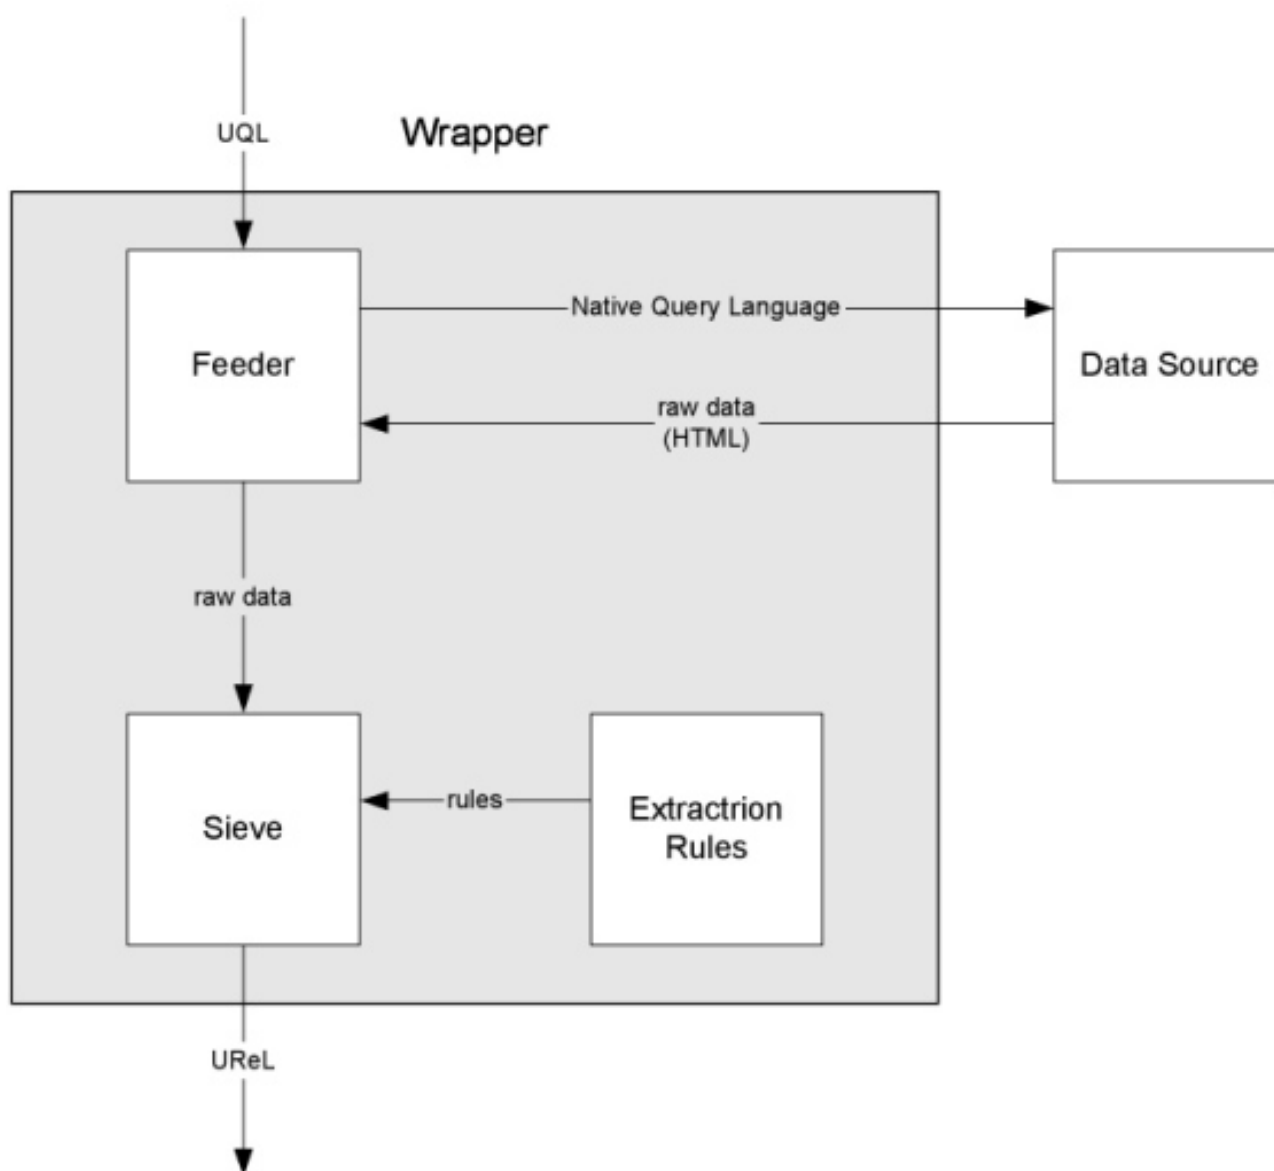 UQL
Wrapper
Native Query Language
Feeder
Data Source
raw data
(HTML)
raw data
rules
Extractrion
Rules
Sieve
UReL